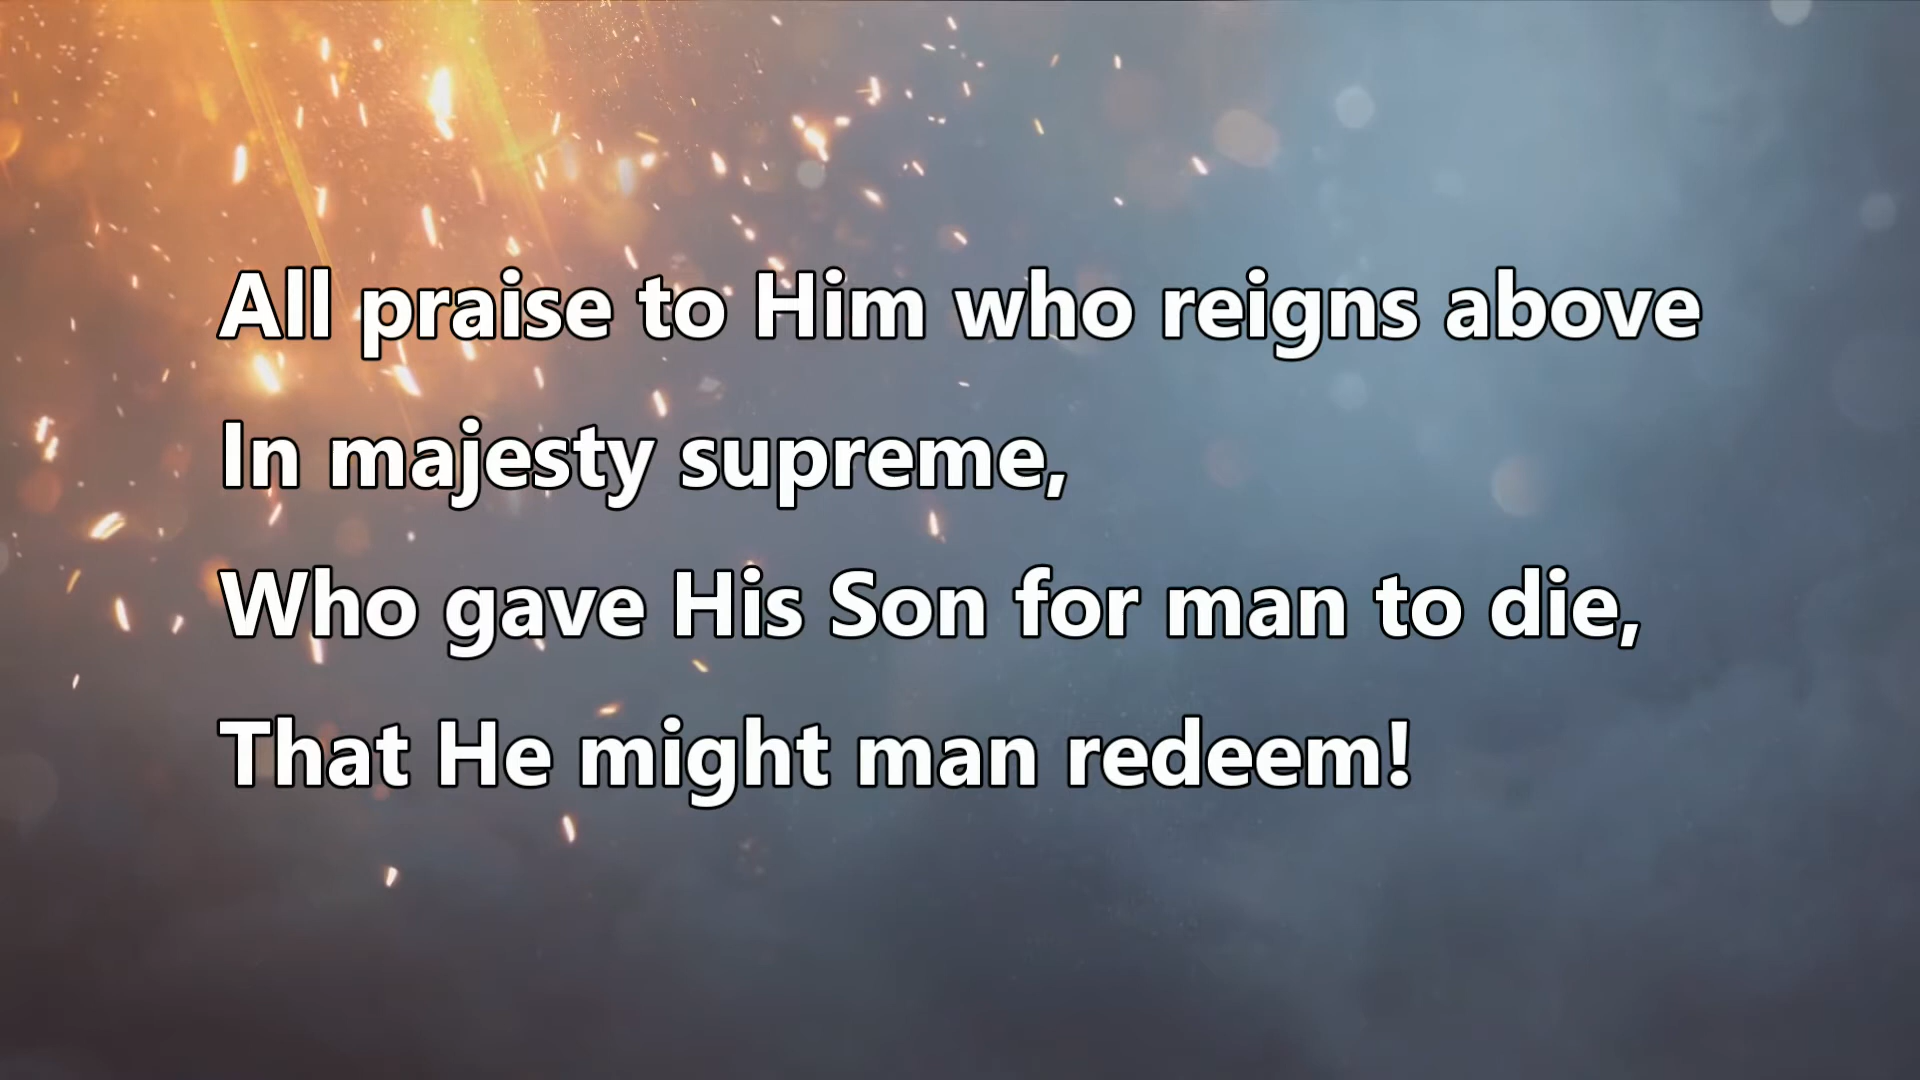 All praise to Him who reigns above
In majesty supreme,
Who gave His Son for man to die,
That He might man redeem!